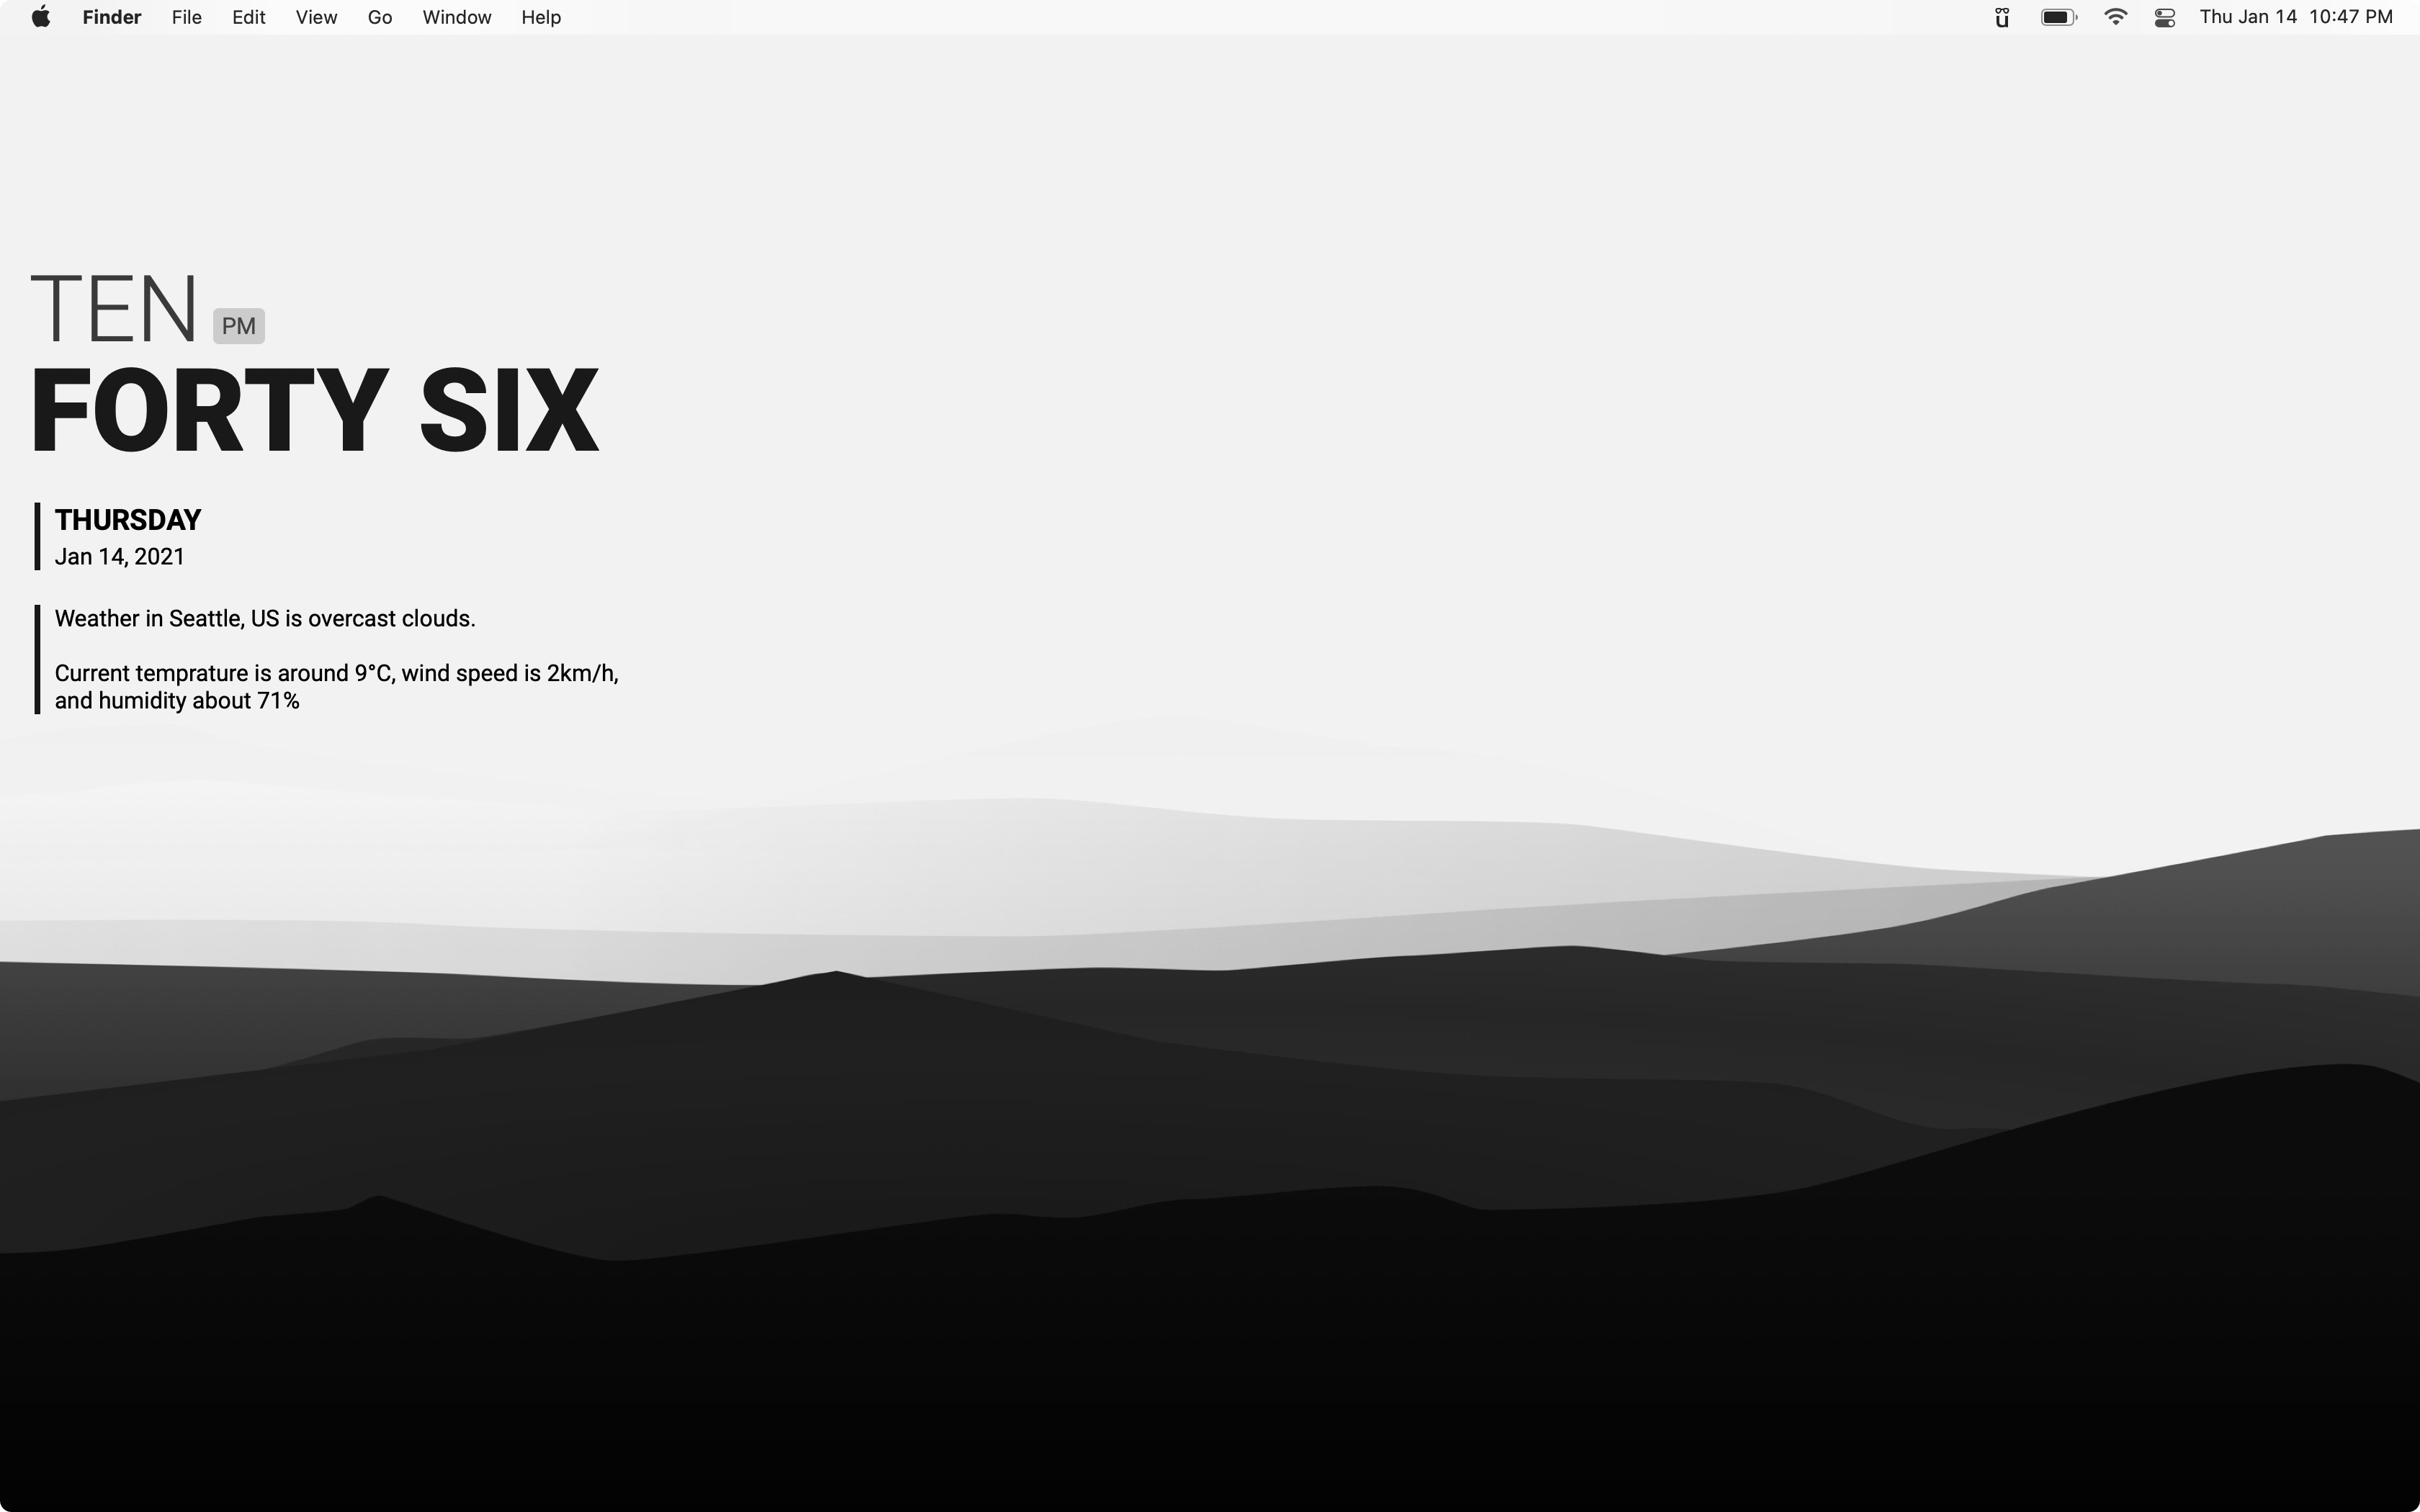 Finder File Edit View Go Window Help Thu Jan 14 10:47 PM
TEN PM
FORTY SIX
THURSDAY
Jan 14, 2021
Weather in Seattle, US is overcast clouds.
Current temprature is around 9°C, wind speed is 2km/h,
and humidity about 71%